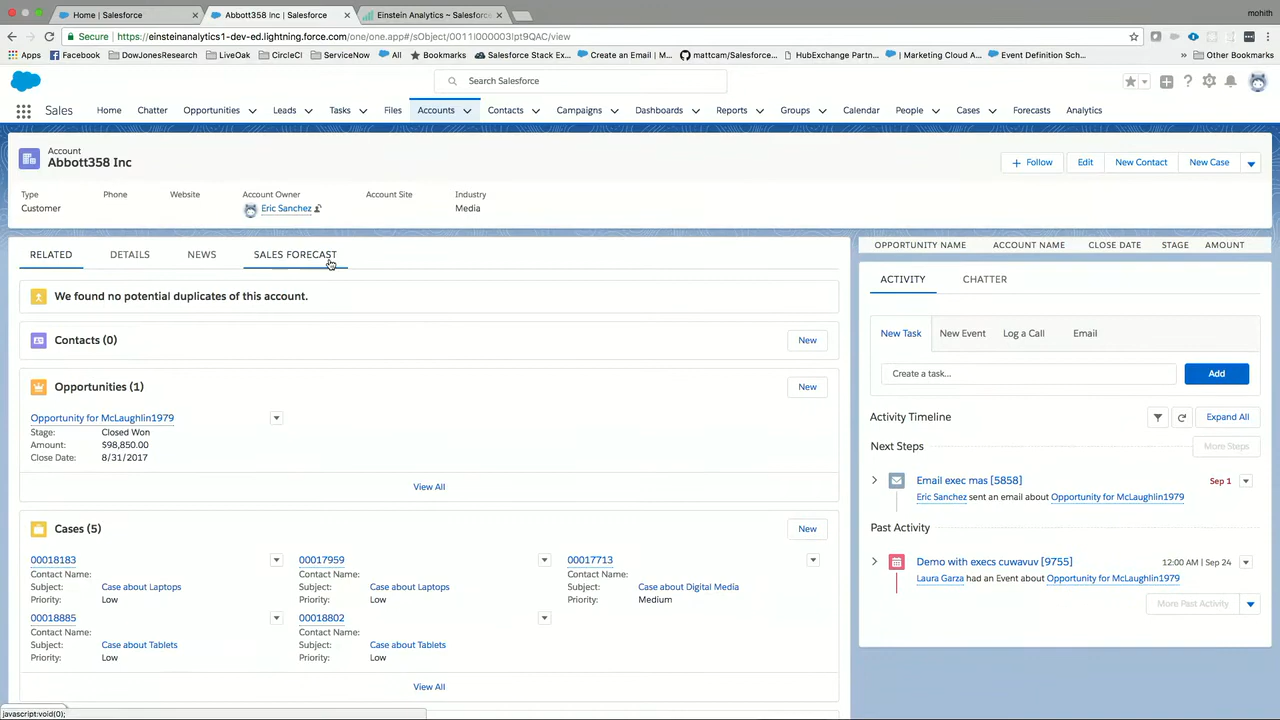 Home | Salesforce
Abbott358 Inc | Salesforce
Einstein Analytics ~ Salesforc
mohith
Secure
https://einsteinanalytics1-dev-ed.lightning.force.com/one/one.app#/sObject/0011I000003lpt9QAC/view
Apps
Facebook
DowJonesResearch
LiveOak
CircleCI
ServiceNow
All
Bookmarks
Salesforce Stack Ex...
Create an Email | M...
mattcam/Salesforce...
HubExchange Partn...
| Marketing Cloud A...
Event Definition Sch...
»
Other Bookmarks
Search Salesforce
Sales
Home
Chatter
Opportunities
Leads
Tasks
Files
Accounts
Contacts
Campaigns
Dashboards
Reports
Groups
Calendar
People
Cases
Forecasts
Analytics
Account
Abbott358 Inc
+ Follow
Edit
New Contact
New Case
Type
Phone
Website
Account Owner
Account Site
Industry
Customer
Eric Sanchez
Media
RELATED
DETAILS
NEWS
SALES FORECAST
We found no potential duplicates of this account.
Contacts (0)
New
Opportunities (1)
New
Opportunity for McLaughlin1979
Stage: Closed Won
Amount: $98,850.00
Close Date: 8/31/2017
View All
Cases (5)
New
00018183
Contact Name:
Subject: Case about Laptops
Priority: Low
00017959
Contact Name:
Subject: Case about Laptops
Priority: Low
00017713
Contact Name:
Subject: Case about Digital Media
Priority: Medium
00018885
Contact Name:
Subject: Case about Tablets
Priority: Low
00018802
Contact Name:
Subject: Case about Tablets
Priority: Low
View All
OPPORTUNITY NAME
ACCOUNT NAME
CLOSE DATE
STAGE
AMOUNT
ACTIVITY
CHATTER
New Task
New Event
Log a Call
Email
Create a task...
Add
Activity Timeline
Expand All
Next Steps
More Steps
Email exec mas [5858]
Sep 1
Eric Sanchez sent an email about Opportunity for McLaughlin1979
Past Activity
Demo with execs cuwavuv [9755]
12:00 AM | Sep 24
Laura Garza had an Event about Opportunity for McLaughlin1979
More Past Activity
javascript:void(0);